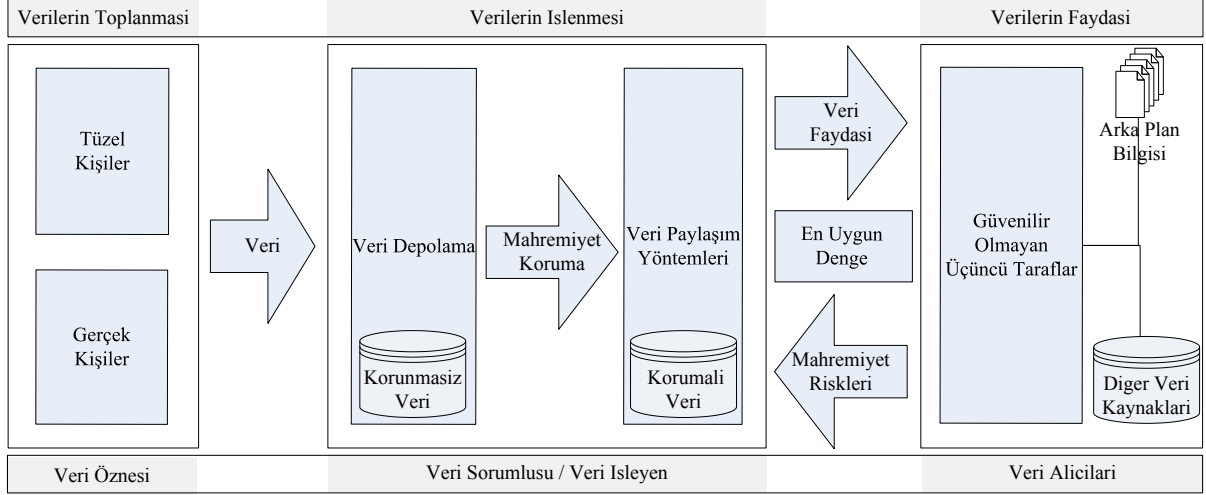 Verilerin Toplanmasi
Verilerin Islenmesi
Verilerin Faydasi
Tüzel
Kişiler
Gerçek
Kişiler
Veri
Veri Depolama
Korunmasiz
Veri
Mahremiyet
Koruma
Veri Paylaşım
Yöntemleri
Korumali
Veri
Veri
Faydasi
En Uygun
Denge
Mahremiyet
Riskleri
Güvenilir
Olmayan
Üçüncü Taraflar
Arka Plan
Bilgisi
Diger Veri
Kaynaklari
Veri Öznesi
Veri Sorumlusu / Veri Isleyen
Veri Alicilari